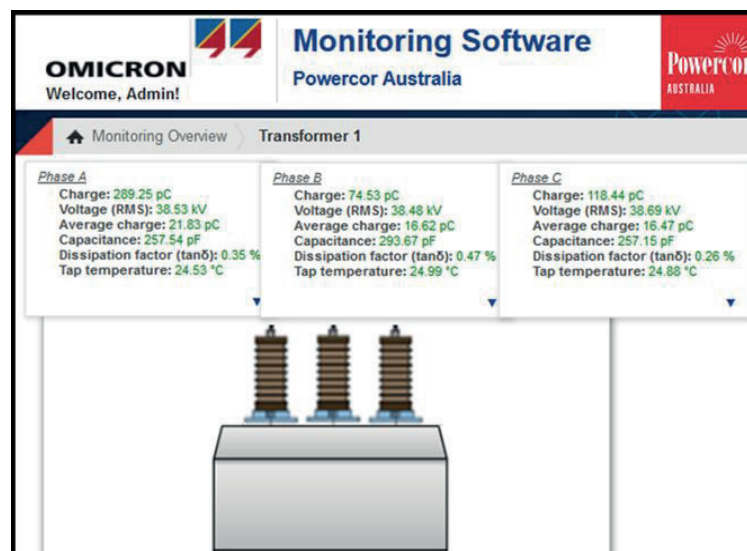 OMICRON
Welcome, Admin!
Monitoring Software
Powercor Australia
Powercor
AUSTRALIA
Monitoring Overview
Transformer 1
Phase A
Charge: 289.25 pC
Voltage (RMS): 38.53 kV
Average charge: 21.83 pC
Capacitance: 257.54 pF
Dissipation factor (tanδ): 0.35 %
Tap temperature: 24.53 °C
Phase B
Charge: 74.53 pC
Voltage (RMS): 38.48 kV
Average charge: 16.62 pC
Capacitance: 293.67 pF
Dissipation factor (tanδ): 0.47 %
Tap temperature: 24.99 °C
Phase C
Charge: 118.44 pC
Voltage (RMS): 38.69 kV
Average charge: 16.47 pC
Capacitance: 257.15 pF
Dissipation factor (tanδ): 0.26 %
Tap temperature: 24.88 °C